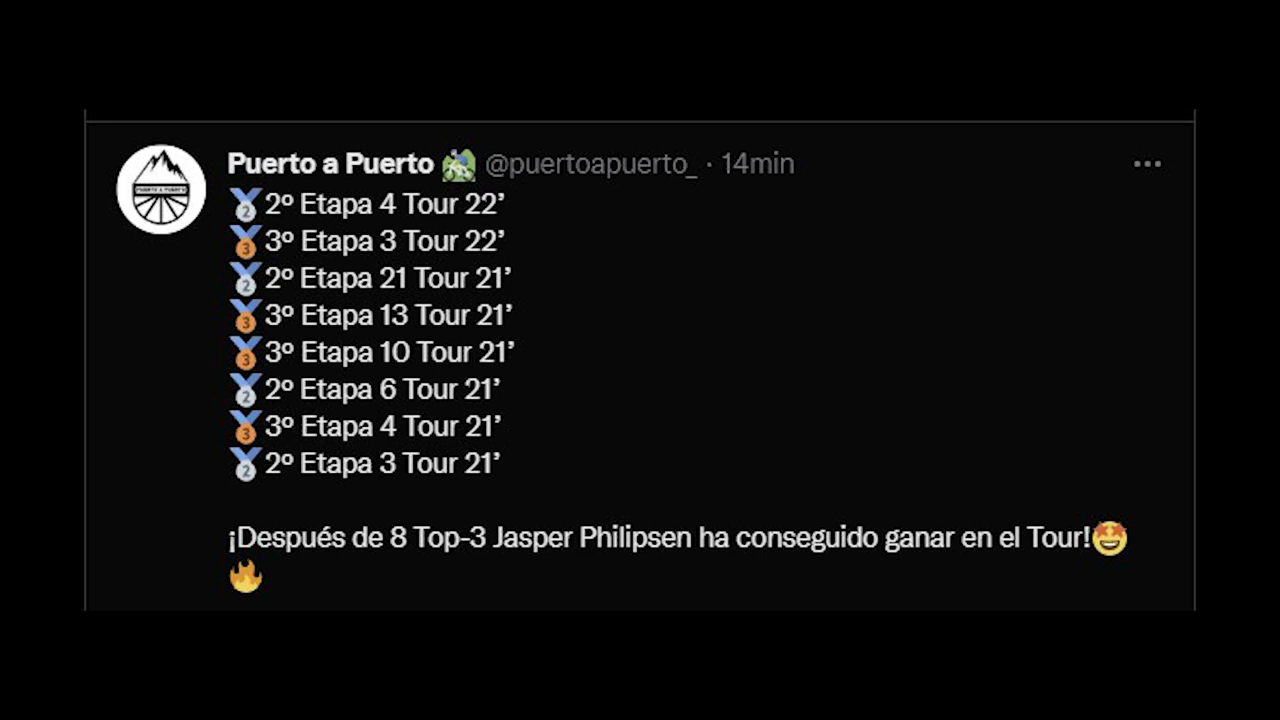 Puerto a Puerto 🚵 @puertoapuerto_ · 14min
🥈2º Etapa 4 Tour 22’
🥉3º Etapa 3 Tour 22’
🥈2º Etapa 21 Tour 21’
🥉3º Etapa 13 Tour 21’
🥉3º Etapa 10 Tour 21’
🥈2º Etapa 6 Tour 21’
🥉3º Etapa 4 Tour 21’
🥈2º Etapa 3 Tour 21’
¡Después de 8 Top-3 Jasper Philipsen ha conseguido ganar en el Tour!🤩
🔥
PUERTO A PUERTO